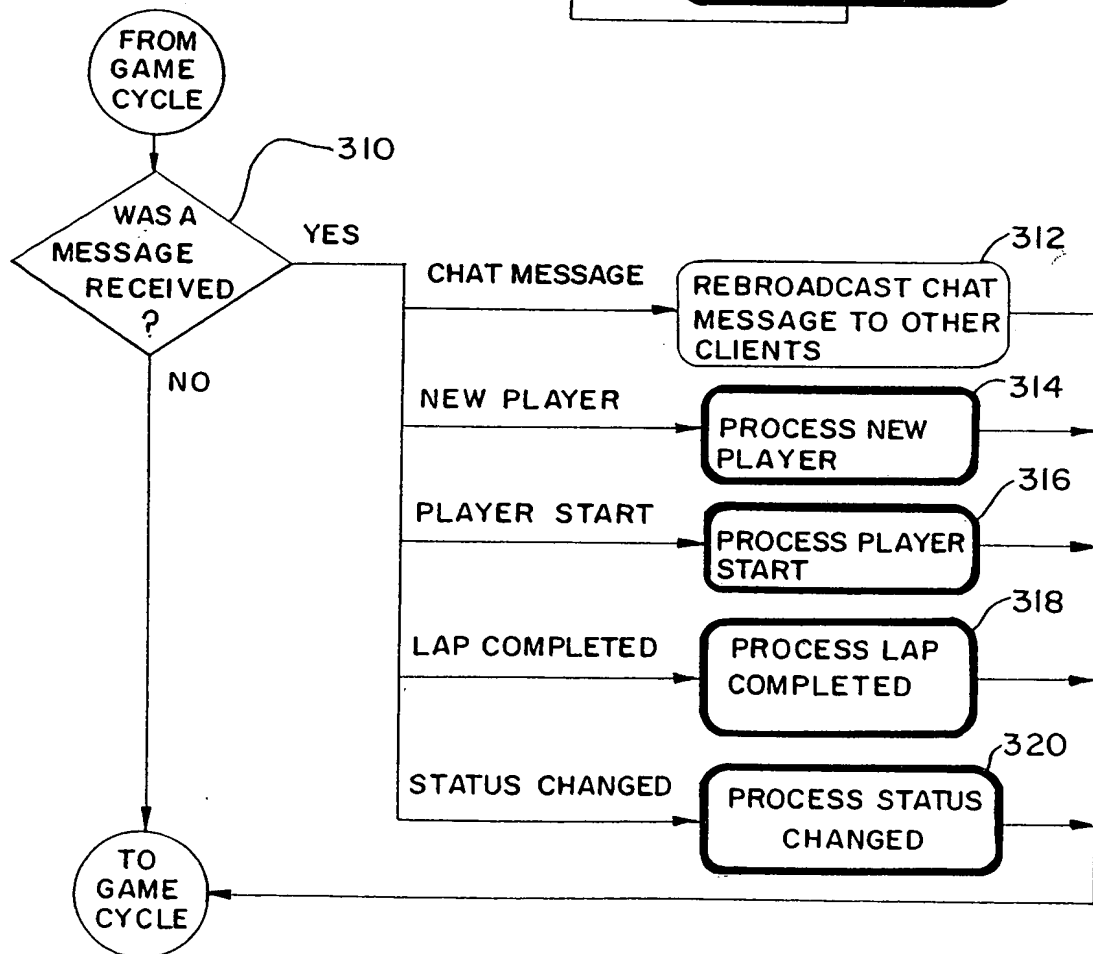 FROM
GAME
CYCLE
310
WAS A
MESSAGE
RECEIVED
?
YES
NO
CHAT MESSAGE
312
REBROADCAST CHAT
MESSAGE TO OTHER
CLIENTS
NEW PLAYER
314
PROCESS NEW
PLAYER
PLAYER START
316
PROCESS PLAYER
START
LAP COMPLETED
318
PROCESS LAP
COMPLETED
STATUS CHANGED
320
PROCESS STATUS
CHANGED
TO
GAME
CYCLE